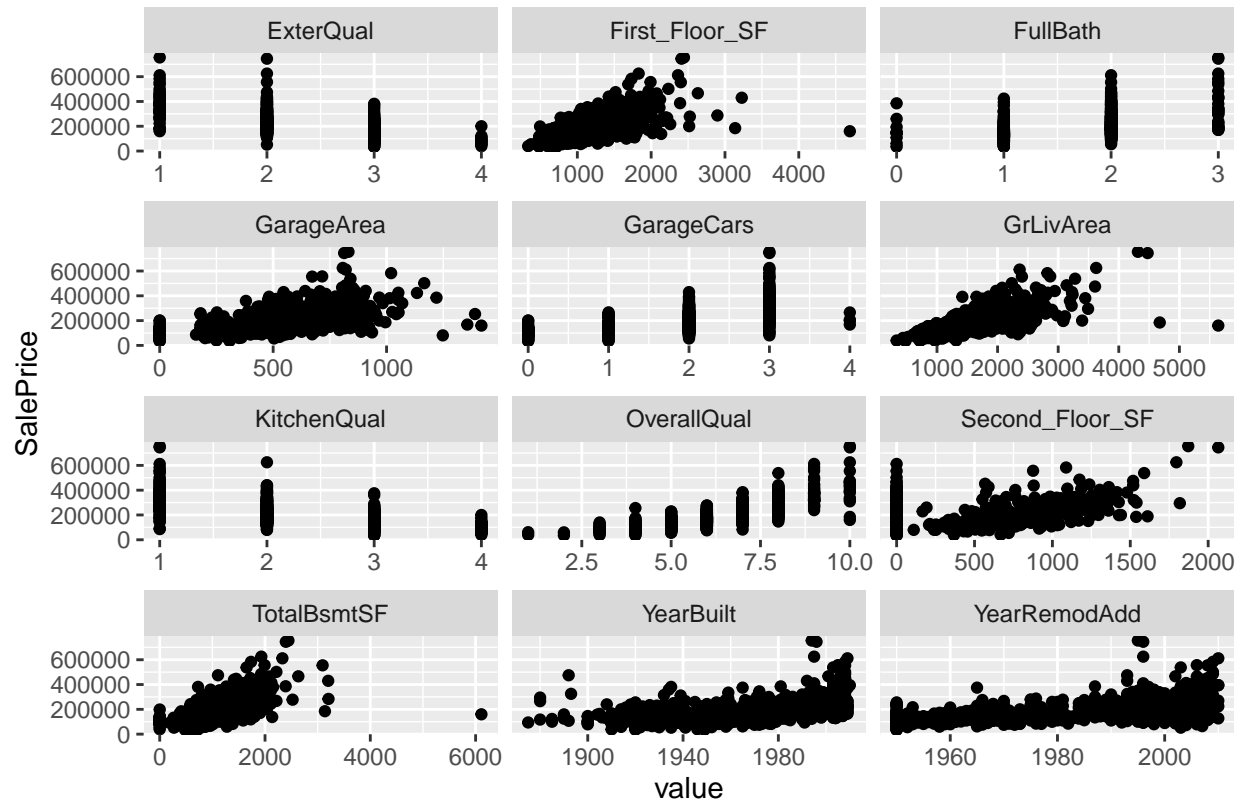 ExterQual First_Floor_SF FullBath
600000
400000
200000
0
1 2 3 4 1000 2000 3000 4000 0 1 2 3
GarageArea GarageCars GrLivArea
600000
400000
200000
0
0 500 1000 0 1 2 3 4 1000 2000 3000 4000 5000
KitchenQual OverallQual Second_Floor_SF
600000
400000
200000
0
1 2 3 4 2.5 5.0 7.5 10.0 0 500 1000 1500 2000
TotalBsmtSF YearBuilt YearRemodAdd
600000
400000
200000
0
0 2000 4000 6000 1900 1940 1980 1960 1980 2000
SalePrice
value